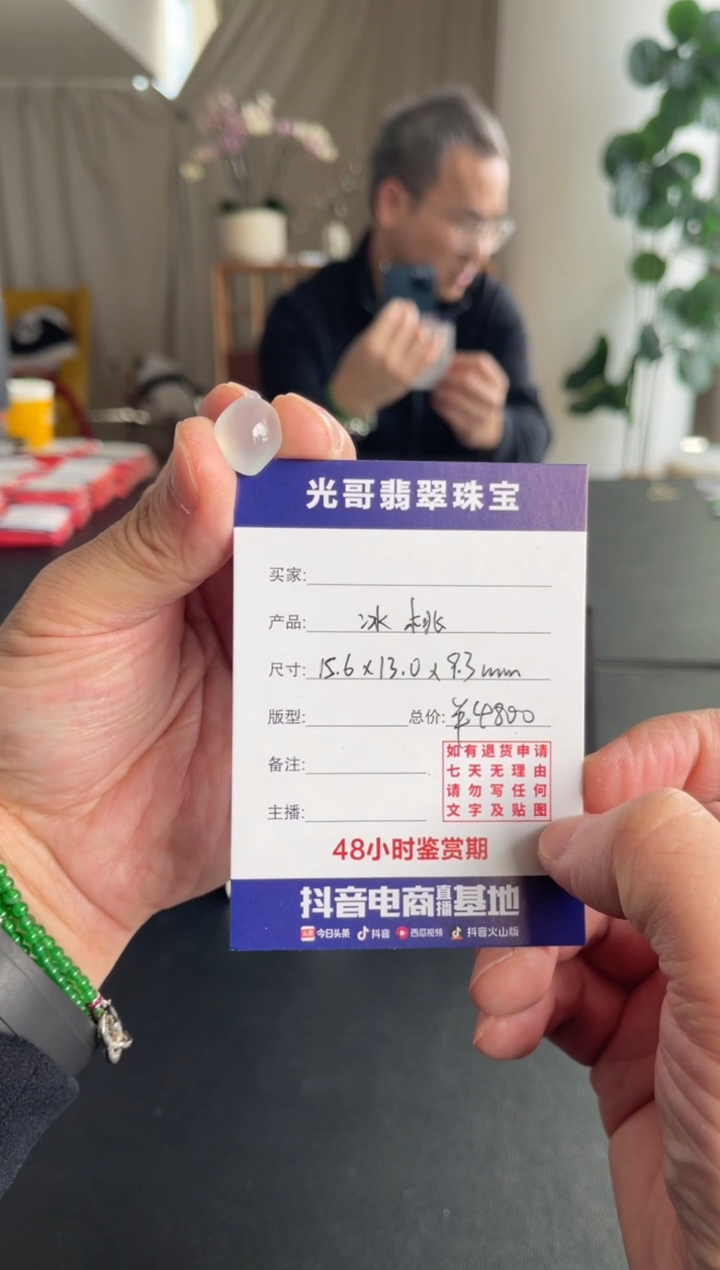 光哥翡翠珠宝
买家:
产品: 冰桃
尺寸: 15.6x13.0x9.3mm
版型: 总价: ¥4800
备注:
如有退货申请
七天无理由
请勿写任何
文字及贴图
主播:
48小时鉴赏期
抖音电商直播基地
头条 今日头条 抖音 西瓜视频 抖音火山版